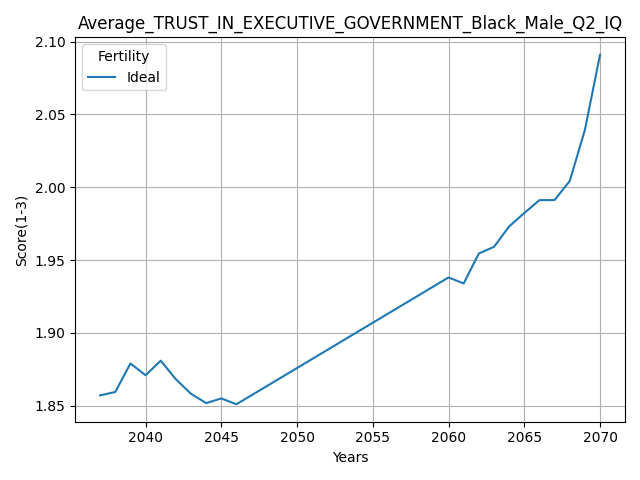 Average_TRUST_IN_EXECUTIVE_GOVERNMENT_Black_Male_Q2_IQ
Fertility
Ideal
Score(1-3)
2.10
2.05
2.00
1.95
1.90
1.85
2040 2045 2050 2055 2060 2065 2070
Years